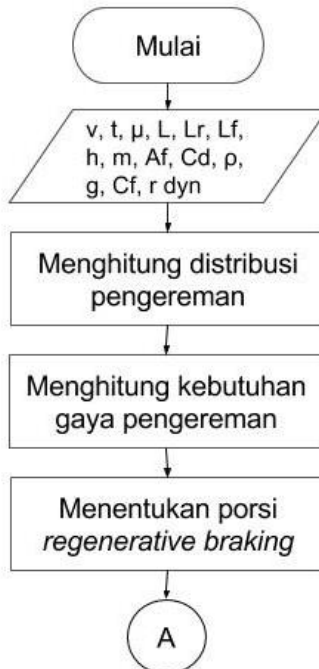 Mulai
v, t, μ, L, Lr, Lf,
h, m, Af, Cd, ρ,
g, Cf, r dyn
Menghitung distribusi
pengereman
Menghitung kebutuhan
gaya pengereman
Menentukan porsi
regenerative braking
A